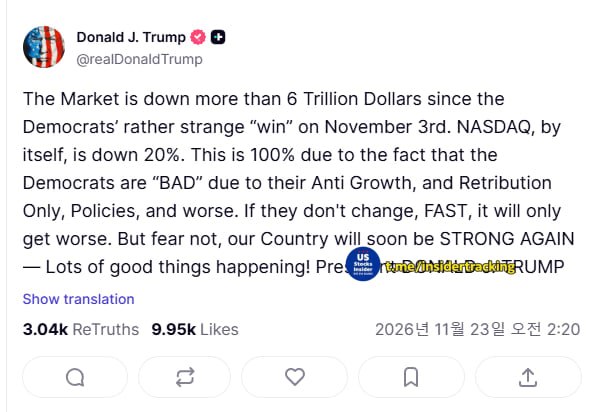 Donald J. Trump
@realDonaldTrump
The Market is down more than 6 Trillion Dollars since the
Democrats’ rather strange “win” on November 3rd. NASDAQ, by
itself, is down 20%. This is 100% due to the fact that the
Democrats are “BAD” due to their Anti Growth, and Retribution
Only, Policies, and worse. If they don't change, FAST, it will only
get worse. But fear not, our Country will soon be STRONG AGAIN
— Lots of good things happening! President DONALD J. TRUMP
US Stocks Insider
t.me/insidertracking
Show translation
3.04k ReTruths 9.95k Likes 2026년 11월 23일 오전 2:20